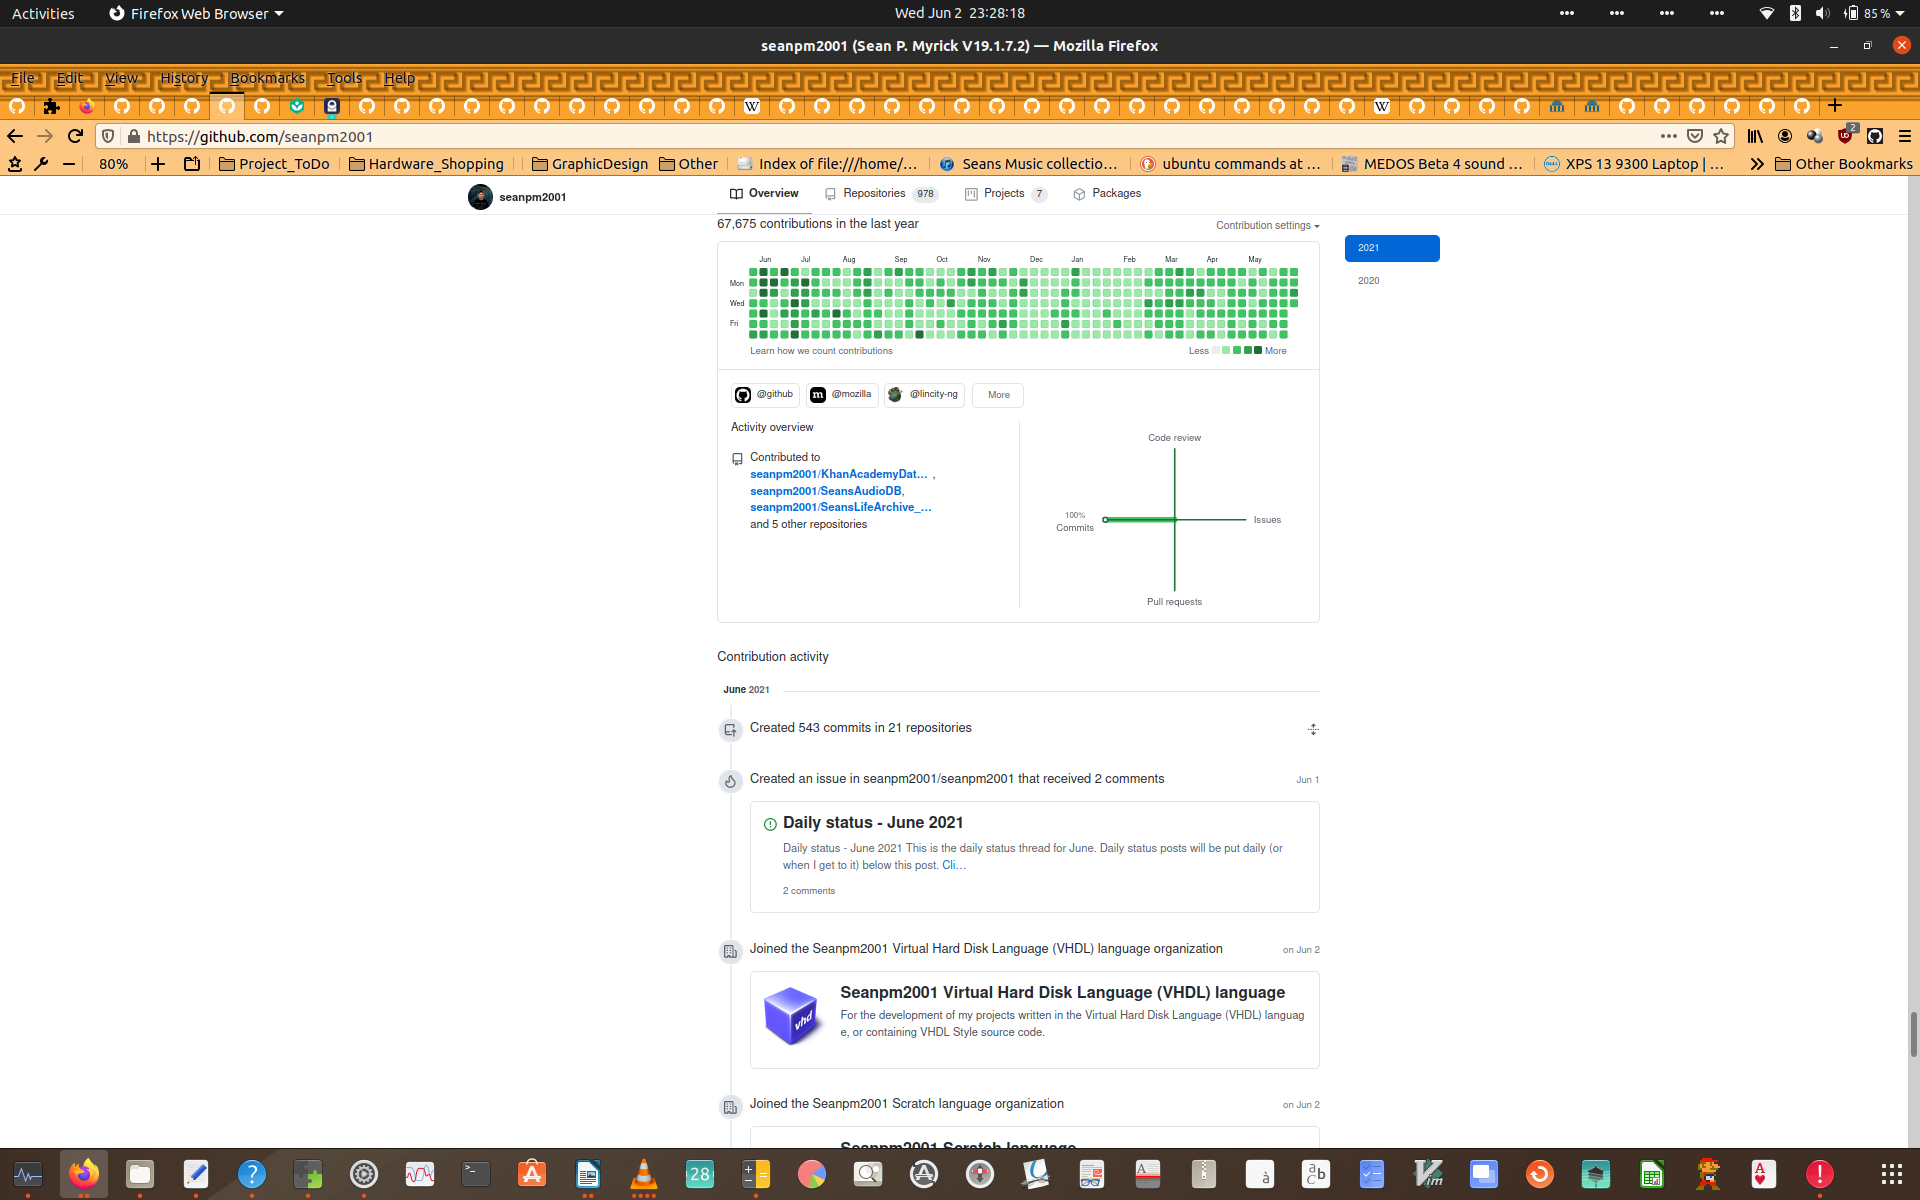 Activities
Firefox Web Browser
Wed Jun 2 23:28:18
85 %
seanpm2001 (Sean P. Myrick V19.1.7.2) — Mozilla Firefox
File Edit View History Bookmarks Tools Help
https://github.com/seanpm2001
2
80%
Project_ToDo
Hardware_Shopping
GraphicDesign
Other
Index of file:///home/...
Seans Music collectio...
ubuntu commands at ...
MEDOS Beta 4 sound ...
XPS 13 9300 Laptop | ...
Other Bookmarks
seanpm2001
Overview
Repositories 978
Projects 7
Packages
67,675 contributions in the last year
Contribution settings
2021
2020
Jun Jul Aug Sep Oct Nov Dec Jan Feb Mar Apr May
Mon
Wed
Fri
Learn how we count contributions
Less More
@github
@mozilla
@lincity-ng
More
Activity overview
Contributed to
seanpm2001/KhanAcademyDat... ,
seanpm2001/SeansAudioDB,
seanpm2001/SeansLifeArchive_...
and 5 other repositories
Code review
100%
Commits
Issues
Pull requests
Contribution activity
June 2021
Created 543 commits in 21 repositories
Created an issue in seanpm2001/seanpm2001 that received 2 comments
Jun 1
Daily status - June 2021
Daily status - June 2021 This is the daily status thread for June. Daily status posts will be put daily (or
when I get to it) below this post. Cli...
2 comments
Joined the Seanpm2001 Virtual Hard Disk Language (VHDL) language organization
on Jun 2
vhd
Seanpm2001 Virtual Hard Disk Language (VHDL) language
For the development of my projects written in the Virtual Hard Disk Language (VHDL) languag
e, or containing VHDL Style source code.
Joined the Seanpm2001 Scratch language organization
on Jun 2
Seanpm2001 Scratch language
28